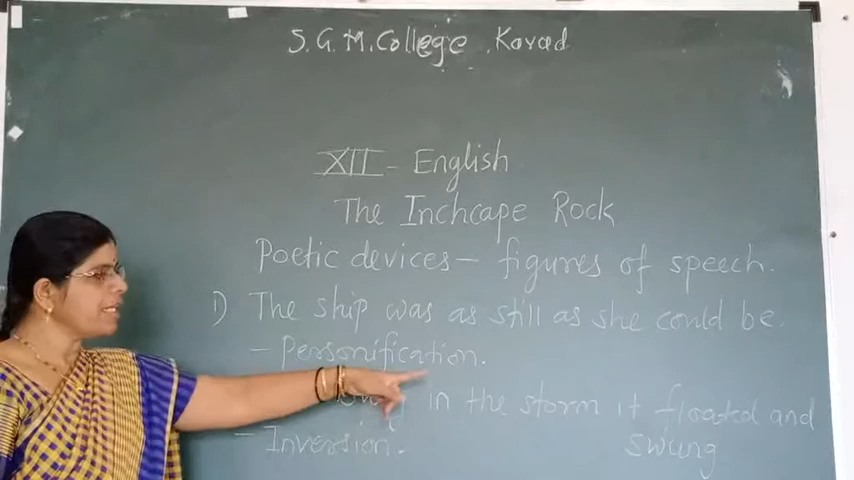 S.G.M.College .Kovad
XII - English
The Inchcape Rock
Poetic devices - figures of speech.
1) The ship was as still as she could be.
- Personification.
in the storm it floated and
swung
- Inversion.